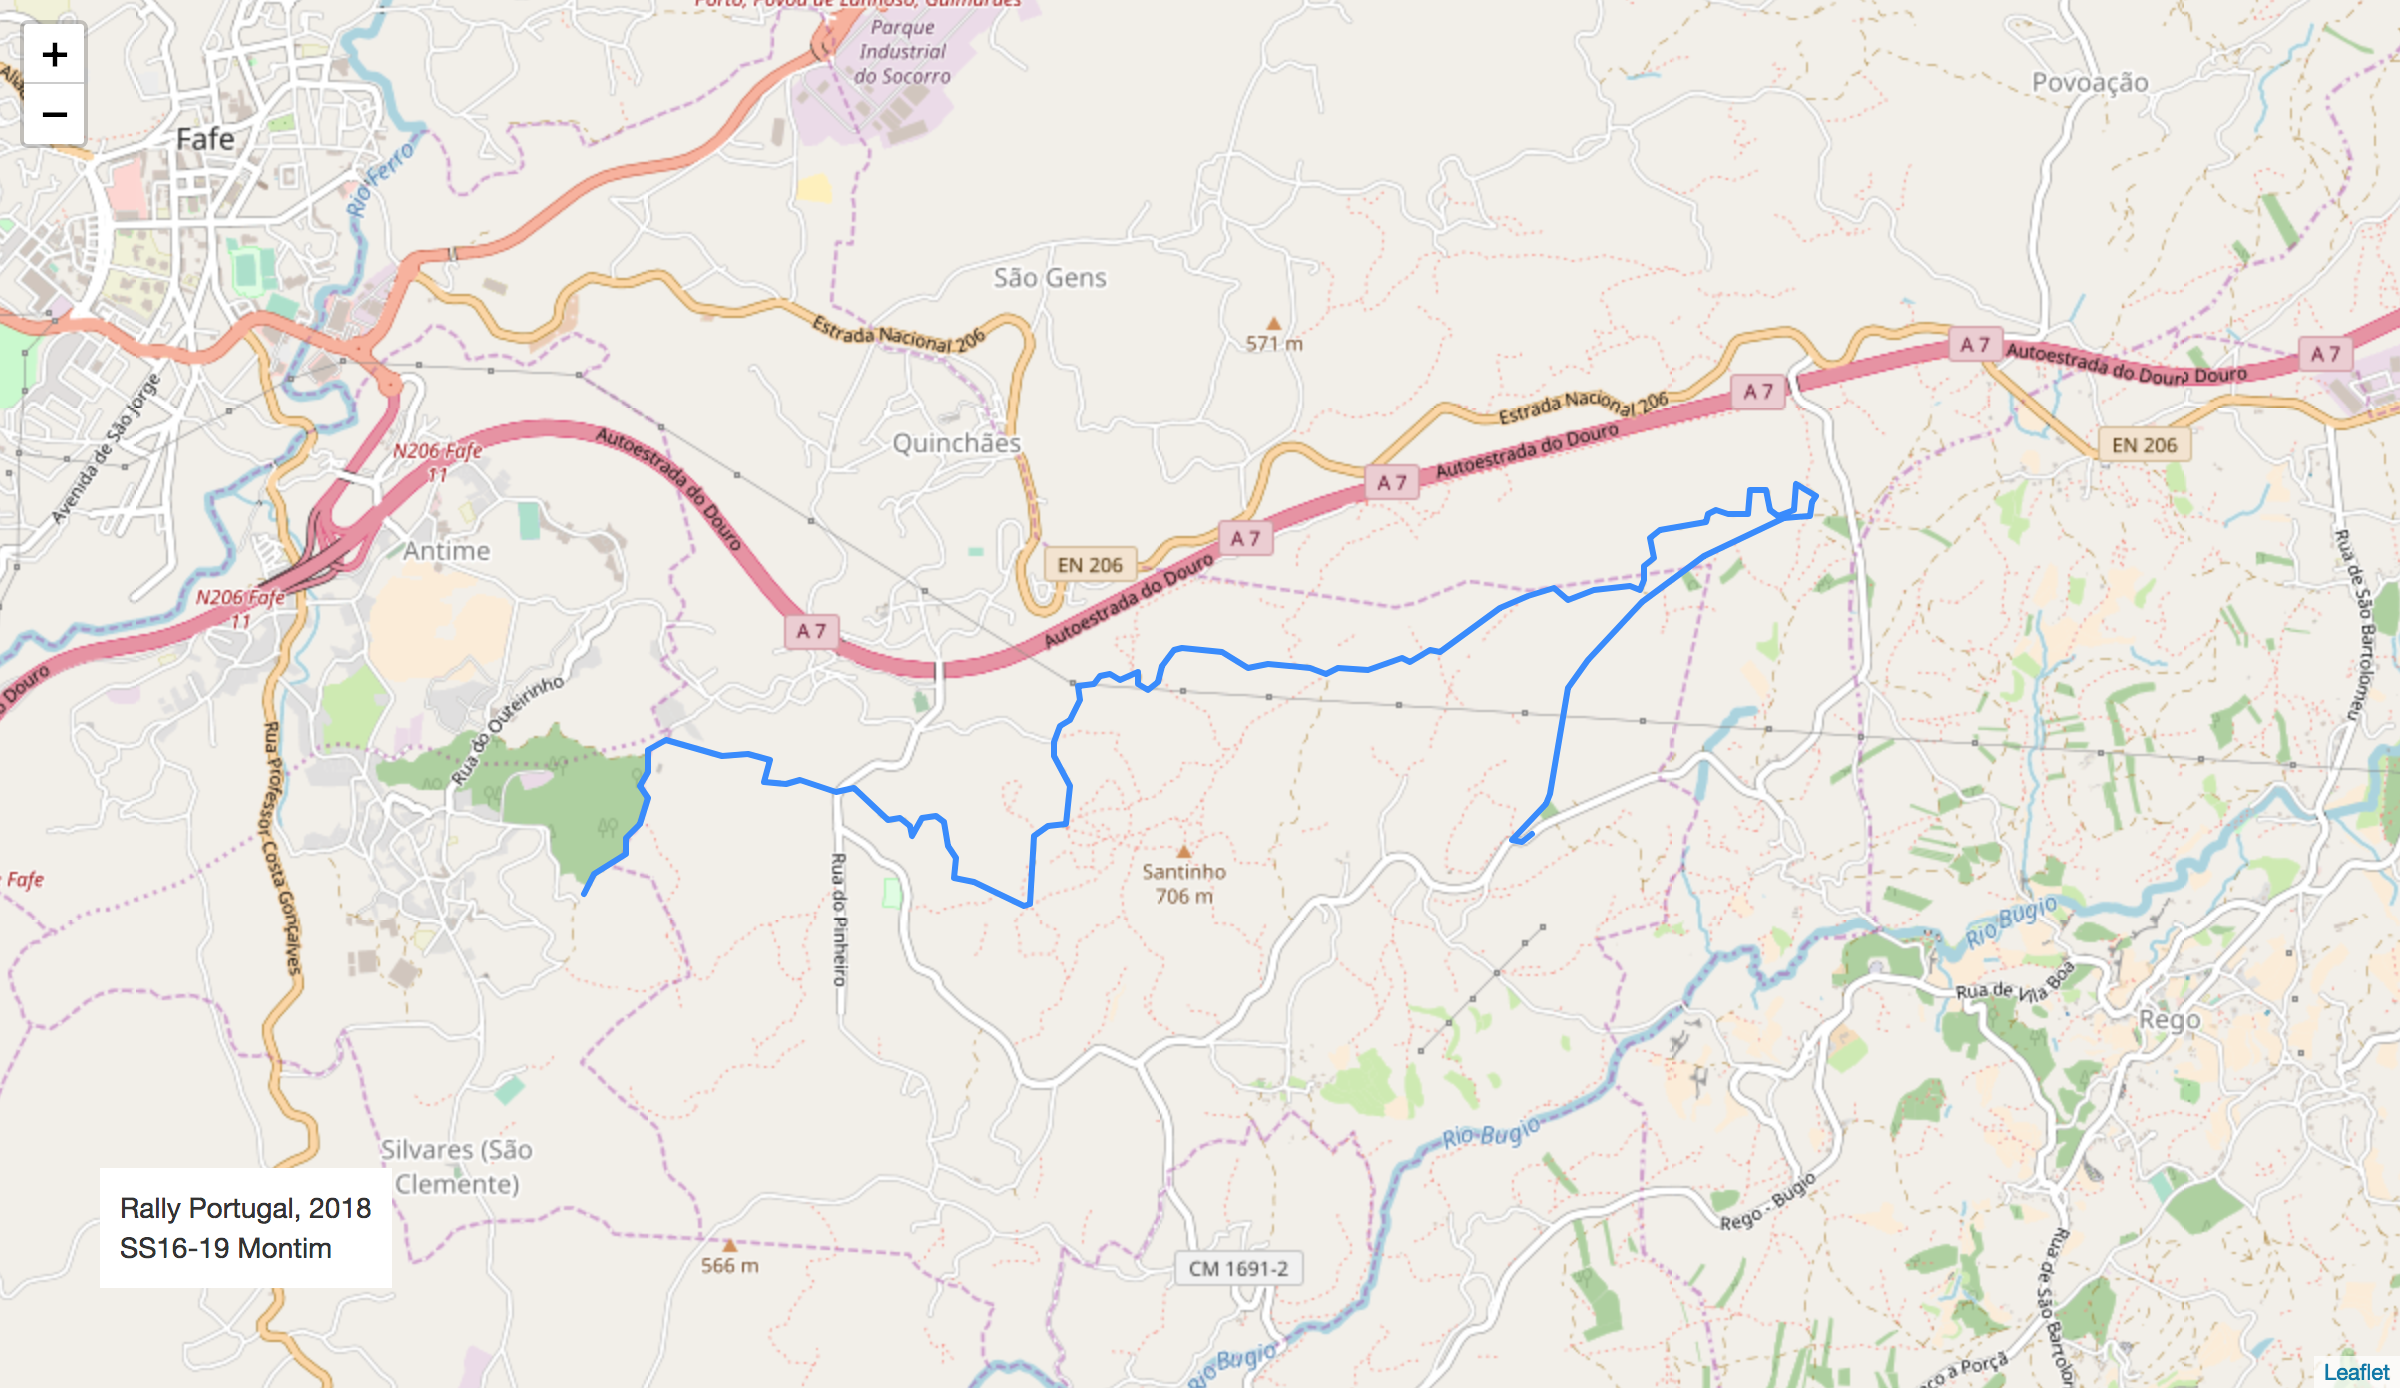 Porto, Póvoa de Lanhoso, Guimarães
Parque
Industrial
do Socorro
Povoação
+
−
Fafe
Rio Ferro
São Gens
571 m
Estrada Nacional 206
Estrada Nacional 206
A 7
Autoestrada do Douro
A 7
A 7
EN 206
Quinchães
N206 Fafe
11
Avenida de São Jorge
Autoestrada do Douro
Autoestrada do Douro
A 7
A 7
EN 206
Autoestrada do Douro
Antime
N206 Fafe
11
A 7
Douro
Rua do Outeirinho
Rua Professor Costa Gonçalves
Rua de São Bartolomeu
Fafe
Rua do Pinheiro
Santinho
706 m
Rio Bugio
Rua de Vila Boa
Rego
Rio Bugio
Silvares (São
Clemente)
Rego - Bugio
566 m
CM 1691-2
Rio Bugio
Rua de São Bartolo
Rally Portugal, 2018
SS16-19 Montim
Leaflet